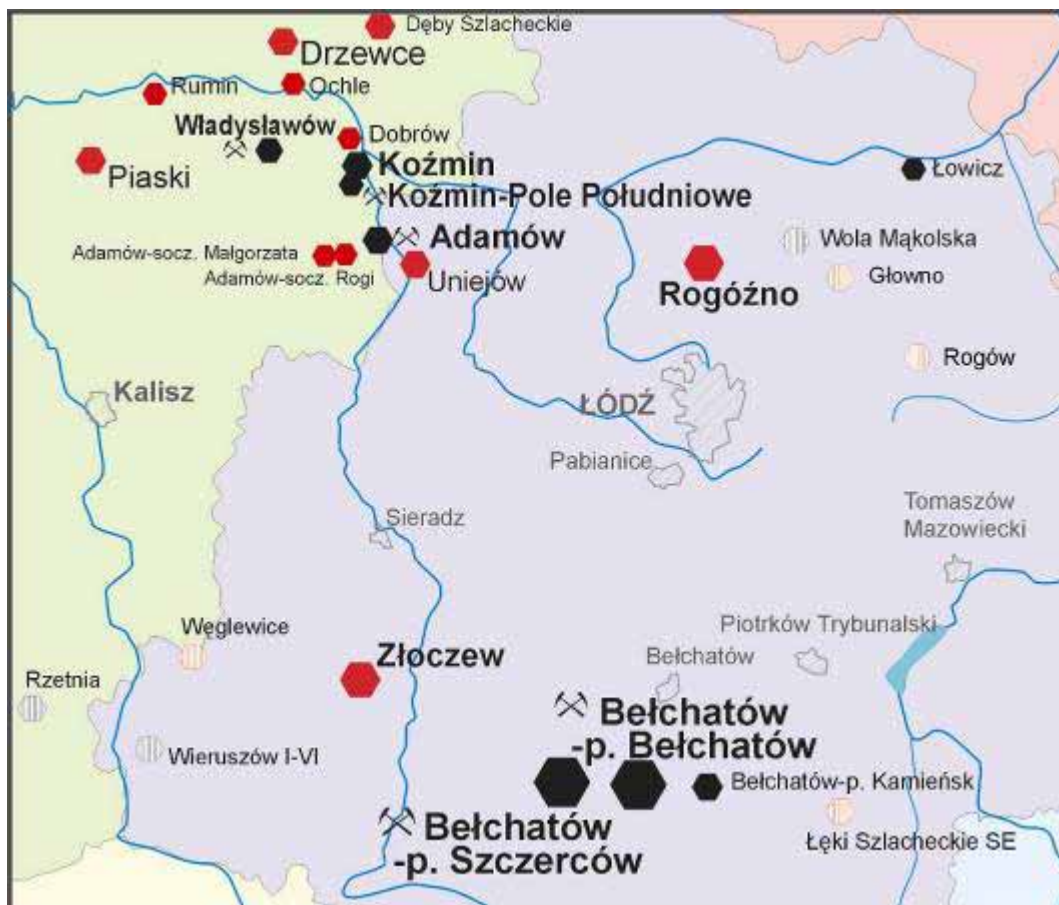 Dęby Szlacheckie
Drzewce
Rumin
Ochle
Władysławów
Dobrów
Piaski
Koźmin
Łowicz
Koźmin-Pole Południowe
Adamów
Wola Mąkolska
Adamów-socz. Małgorzata
Adamów-socz. Rogi
Uniejów
Głowno
Rogóźno
Rogów
Kalisz
ŁÓDŹ
Pabianice
Sieradz
Tomaszów
Mazowiecki
Węglewice
Piotrków Trybunalski
Złoczew
Bełchatów
Rzetnia
Bełchatów
-p. Bełchatów
Wieruszów I-VI
Bełchatów-p. Kamieńsk
Bełchatów
-p. Szczerców
Łęki Szlacheckie SE